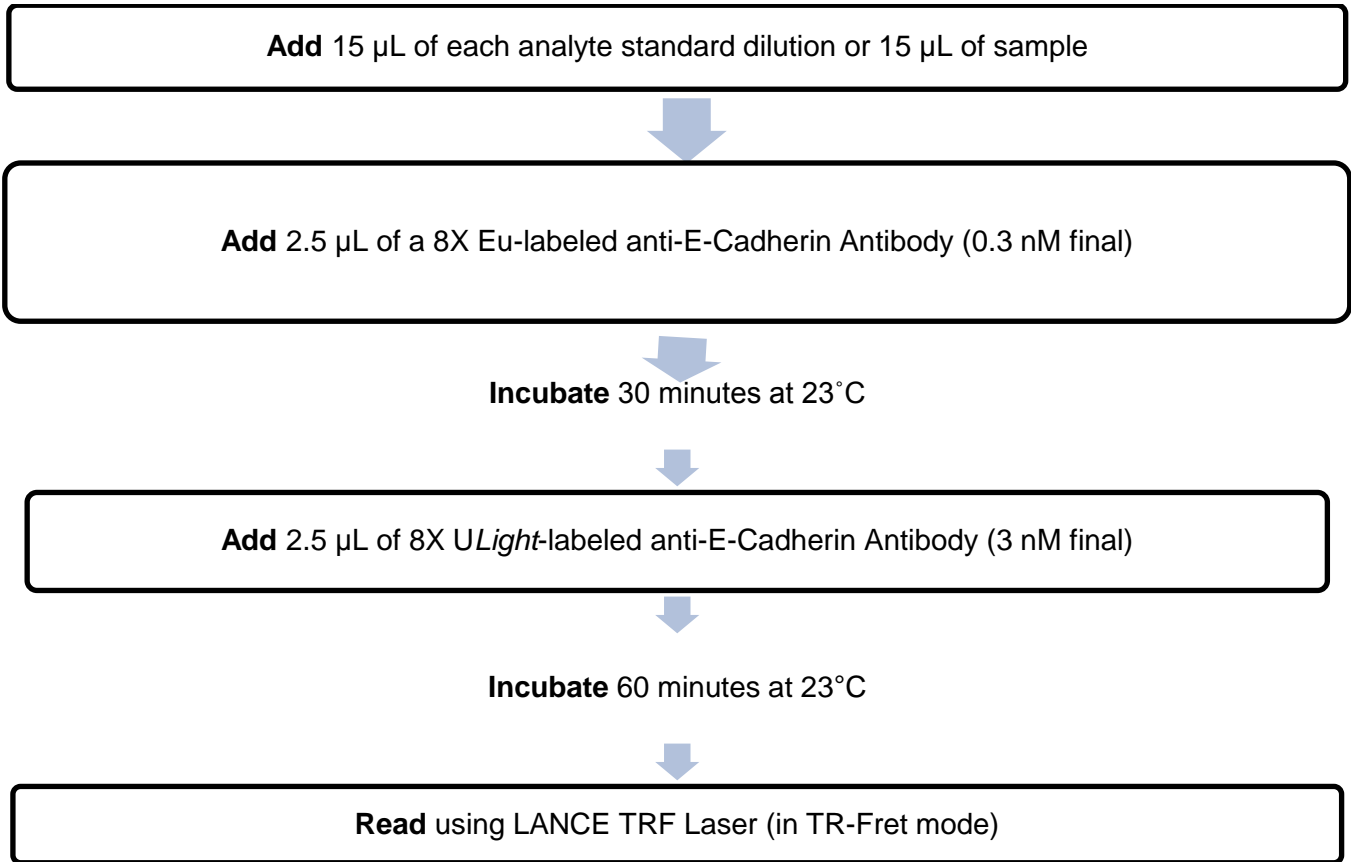 Add 15 µL of each analyte standard dilution or 15 µL of sample
Add 2.5 µL of a 8X Eu-labeled anti-E-Cadherin Antibody (0.3 nM final)
Incubate 30 minutes at 23˚C
Add 2.5 µL of 8X ULight-labeled anti-E-Cadherin Antibody (3 nM final)
Incubate 60 minutes at 23°C
Read using LANCE TRF Laser (in TR-Fret mode)